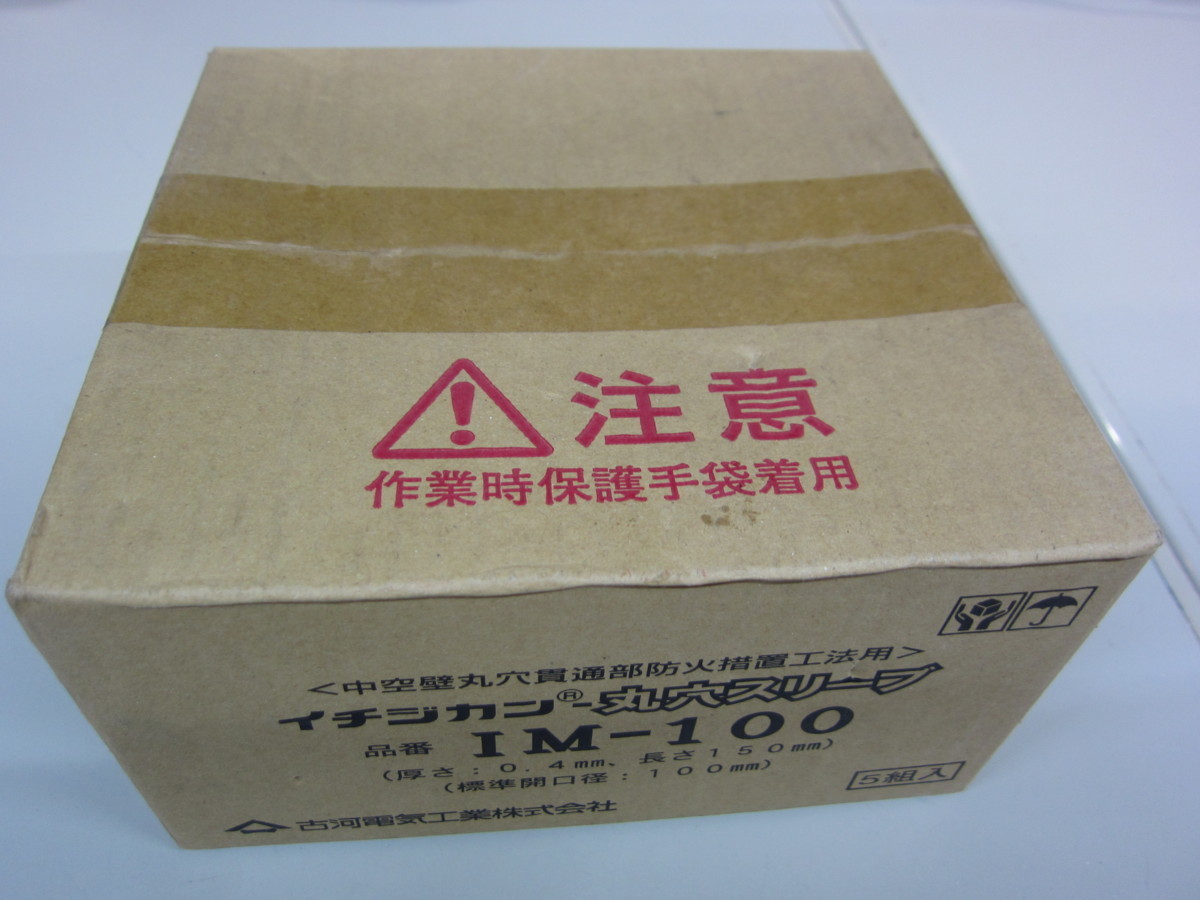 注意
作業時保護手袋着用
<中空壁丸穴貫通部防火措置工法用>
イチジカン®-丸穴スリーブ
品番 IM-100
(厚さ:0.4mm、長さ150mm)
(標準開口径:100mm)
5組入
古河電気工業株式会社